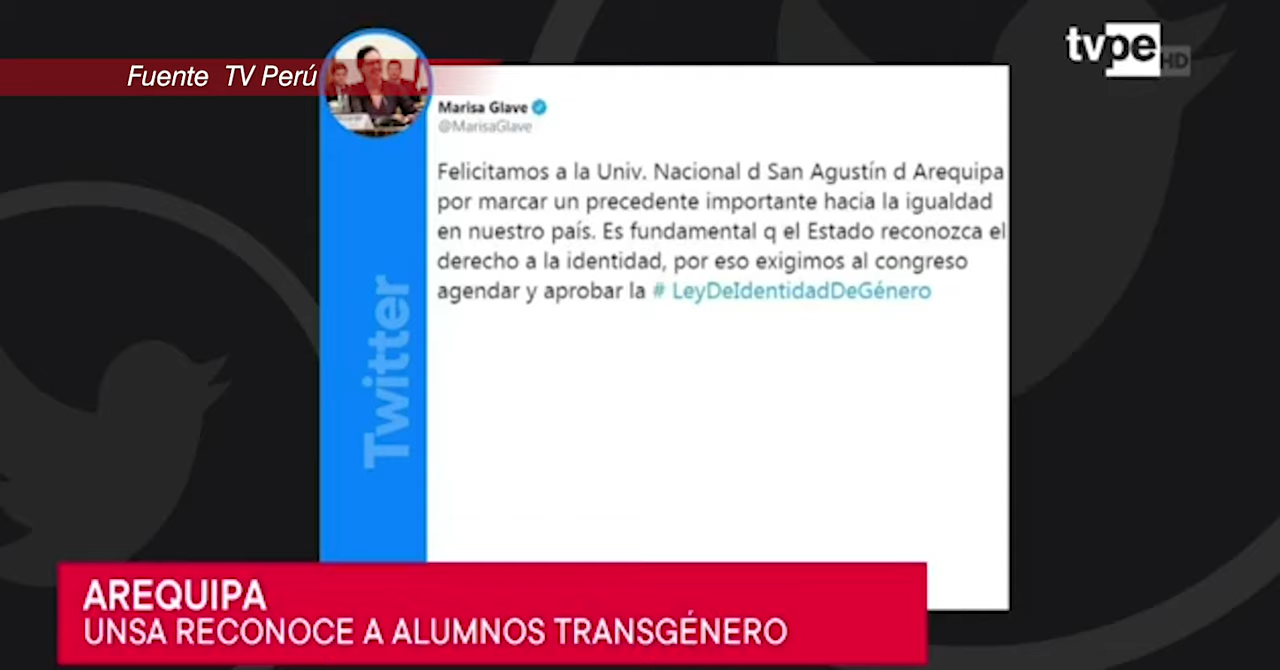 tvpe HD
Fuente TV Perú
Marisa Glave
@MarisaGlave
Felicitamos a la Univ. Nacional d San Agustín d Arequipa
por marcar un precedente importante hacia la igualdad
en nuestro país. Es fundamental q el Estado reconozca el
derecho a la identidad, por eso exigimos al congreso
agendar y aprobar la # LeyDeIdentidadDeGénero
Twitter
AREQUIPA
UNSA RECONOCE A ALUMNOS TRANSGÉNERO